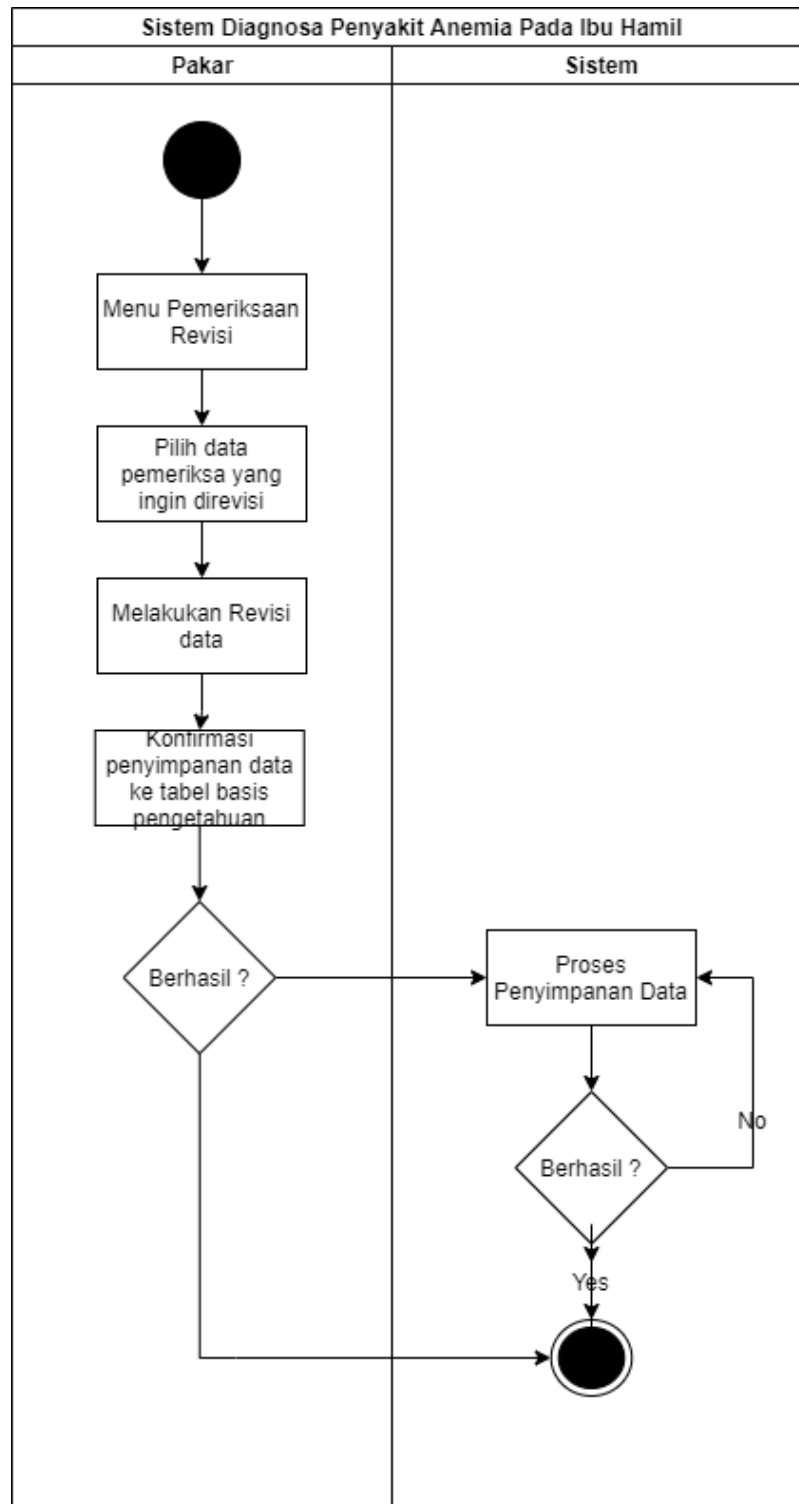 Sistem Diagnosa Penyakit Anemia Pada Ibu Hamil
Pakar
Sistem
Menu Pemeriksaan
Revisi
Pilih data
pemeriksa yang
ingin direvisi
Melakukan Revisi
data
Konfirmasi
penyimpanan data
ke tabel basis
pengetahuan
Berhasil ?
Proses
Penyimpanan Data
No
Berhasil ?
Yes